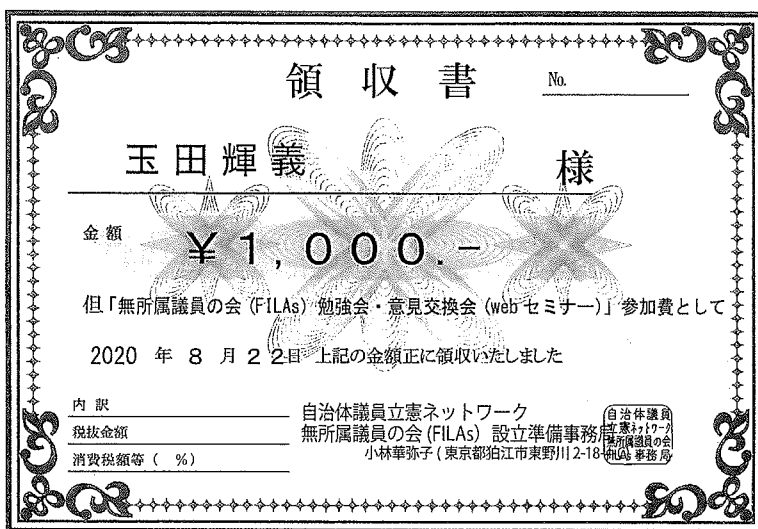 領収書
No.
玉田輝義 様
金額 ¥1,000.-
但「無所属議員の会 (FILAs) 勉強会・意見交換会 (web セミナー)」参加費として
2020 年 8 月 22日 上記の金額正に領収いたしました
内 訳
税抜金額
消費税額等 ( %)
自治体議員立憲ネットワーク
無所属議員の会 (FILAs) 設立準備事務局
小林華弥子 ( 東京都狛江市東野川 2-18-
自治体議員
立憲ネットワーク
無所属議員の会
事務局